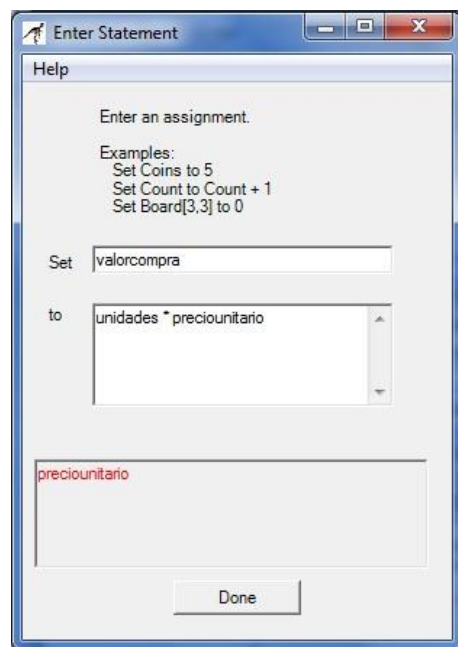 Enter Statement
Help
Enter an assignment.
Examples:
Set Coins to 5
Set Count to Count + 1
Set Board[3,3] to 0
Set valorcompra
to unidades * preciounitario
preciounitario
Done